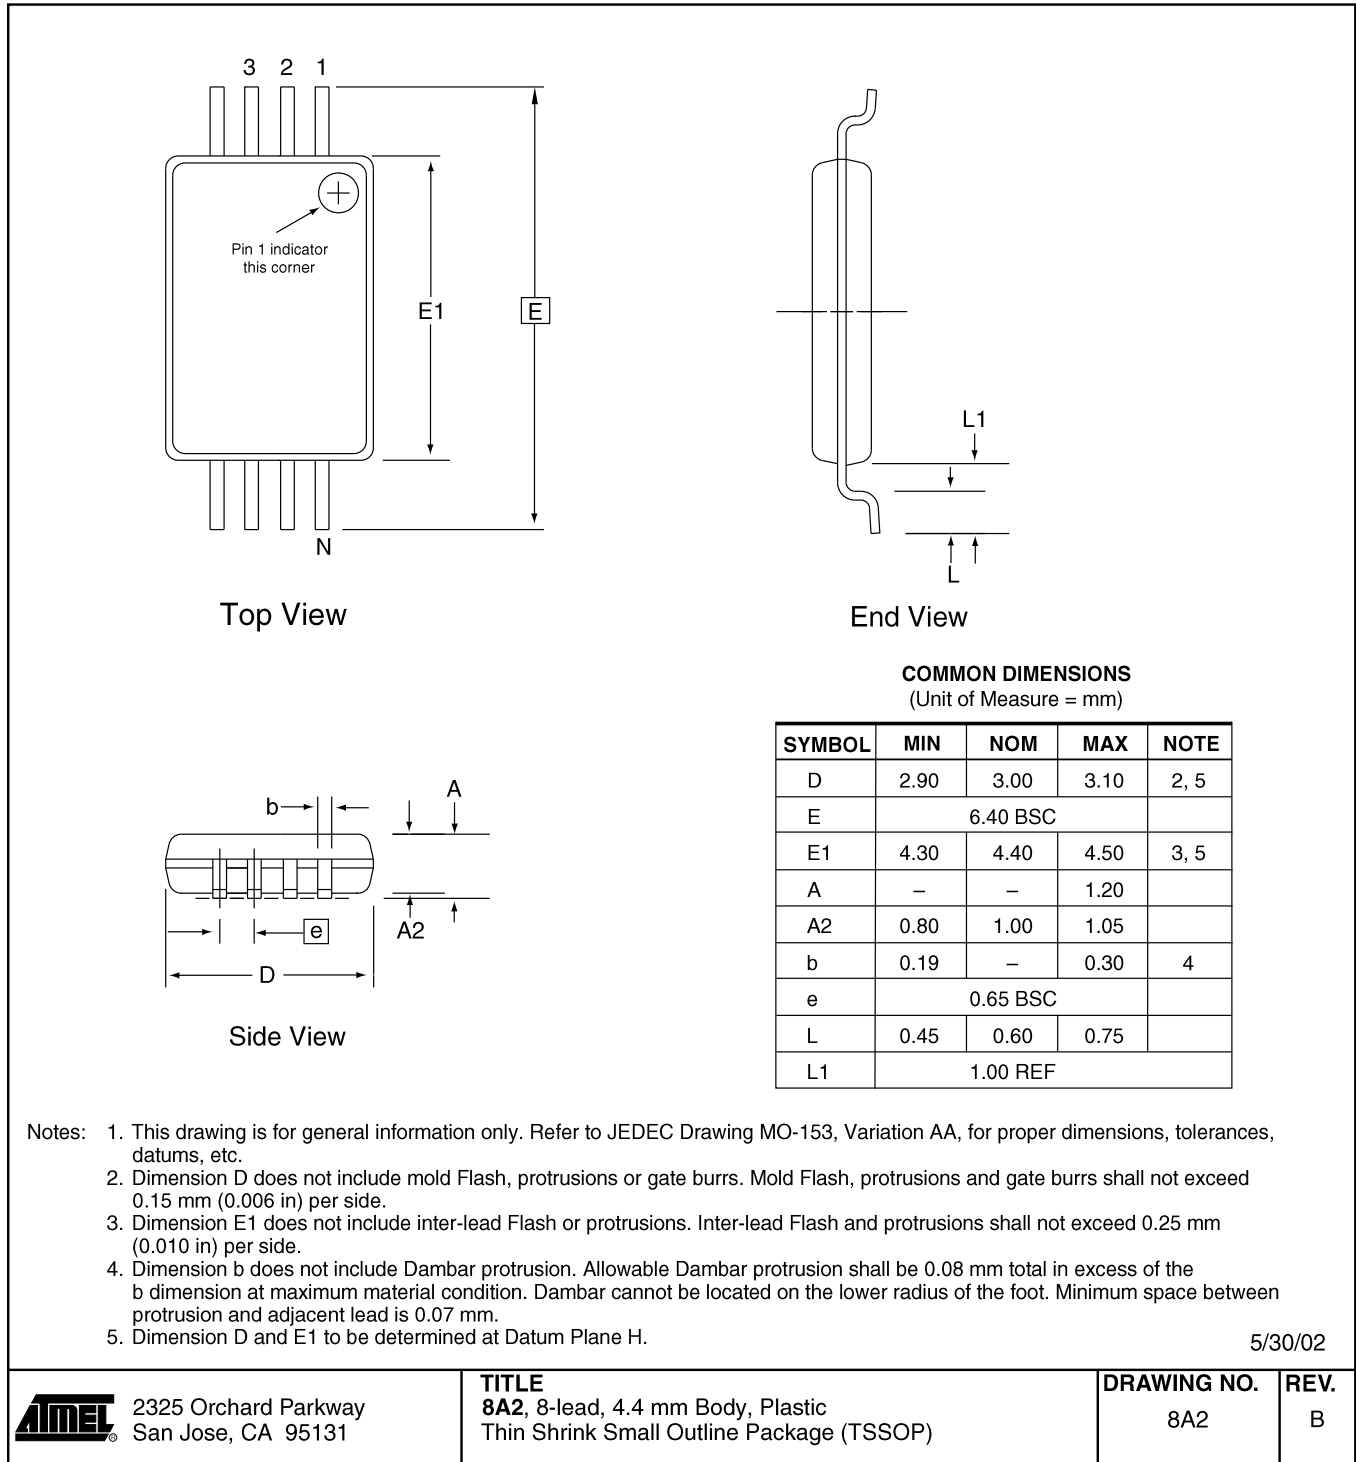 3 2 1
Pin 1 indicator
this corner
E1
E
N
Top View
L1
L
End View
COMMON DIMENSIONS
(Unit of Measure = mm)
SYMBOL MIN NOM MAX NOTE
D 2.90 3.00 3.10 2, 5
E 6.40 BSC
E1 4.30 4.40 4.50 3, 5
A – – 1.20
A2 0.80 1.00 1.05
b 0.19 – 0.30 4
e 0.65 BSC
L 0.45 0.60 0.75
L1 1.00 REF
b
A
e
A2
D
Side View
Notes: 1. This drawing is for general information only. Refer to JEDEC Drawing MO-153, Variation AA, for proper dimensions, tolerances,
datums, etc.
2. Dimension D does not include mold Flash, protrusions or gate burrs. Mold Flash, protrusions and gate burrs shall not exceed
0.15 mm (0.006 in) per side.
3. Dimension E1 does not include inter-lead Flash or protrusions. Inter-lead Flash and protrusions shall not exceed 0.25 mm
(0.010 in) per side.
4. Dimension b does not include Dambar protrusion. Allowable Dambar protrusion shall be 0.08 mm total in excess of the
b dimension at maximum material condition. Dambar cannot be located on the lower radius of the foot. Minimum space between
protrusion and adjacent lead is 0.07 mm.
5. Dimension D and E1 to be determined at Datum Plane H.
5/30/02
ATMEL ®
2325 Orchard Parkway
San Jose, CA 95131
TITLE
8A2, 8-lead, 4.4 mm Body, Plastic
Thin Shrink Small Outline Package (TSSOP)
DRAWING NO.
8A2
REV.
B